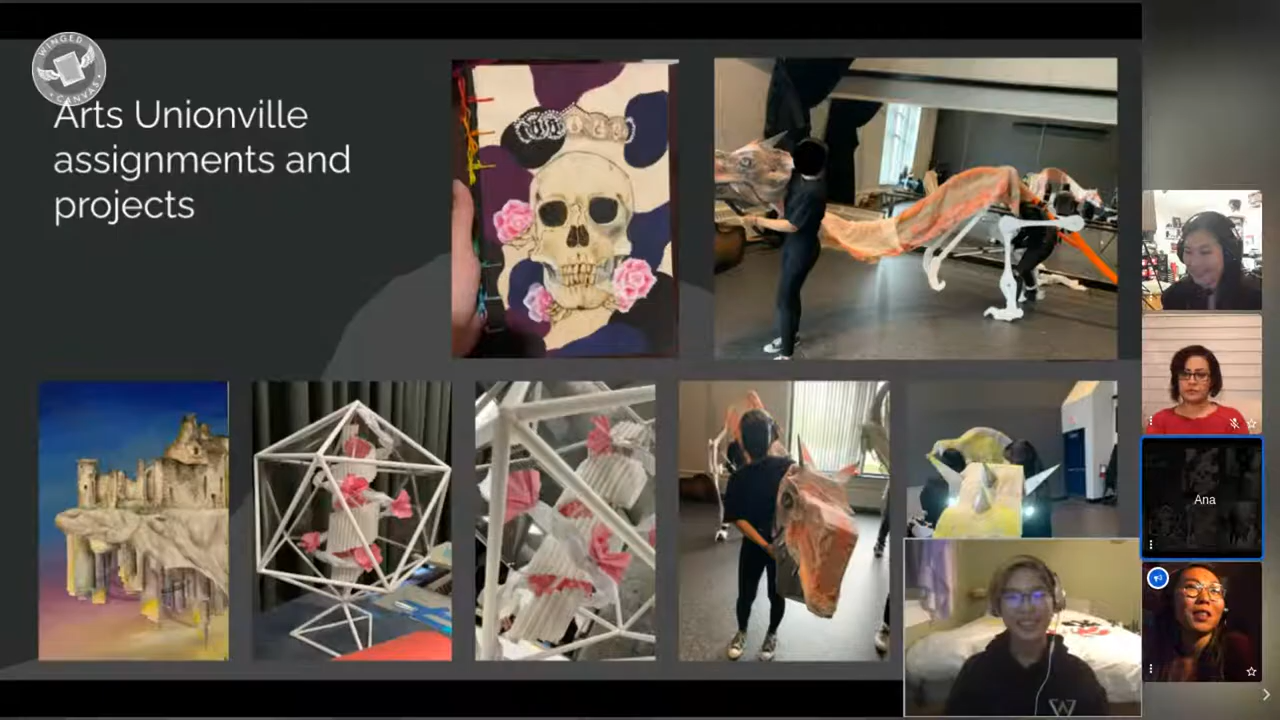 WINGED
CANVAS
Arts Unionville
assignments and
projects
Ana